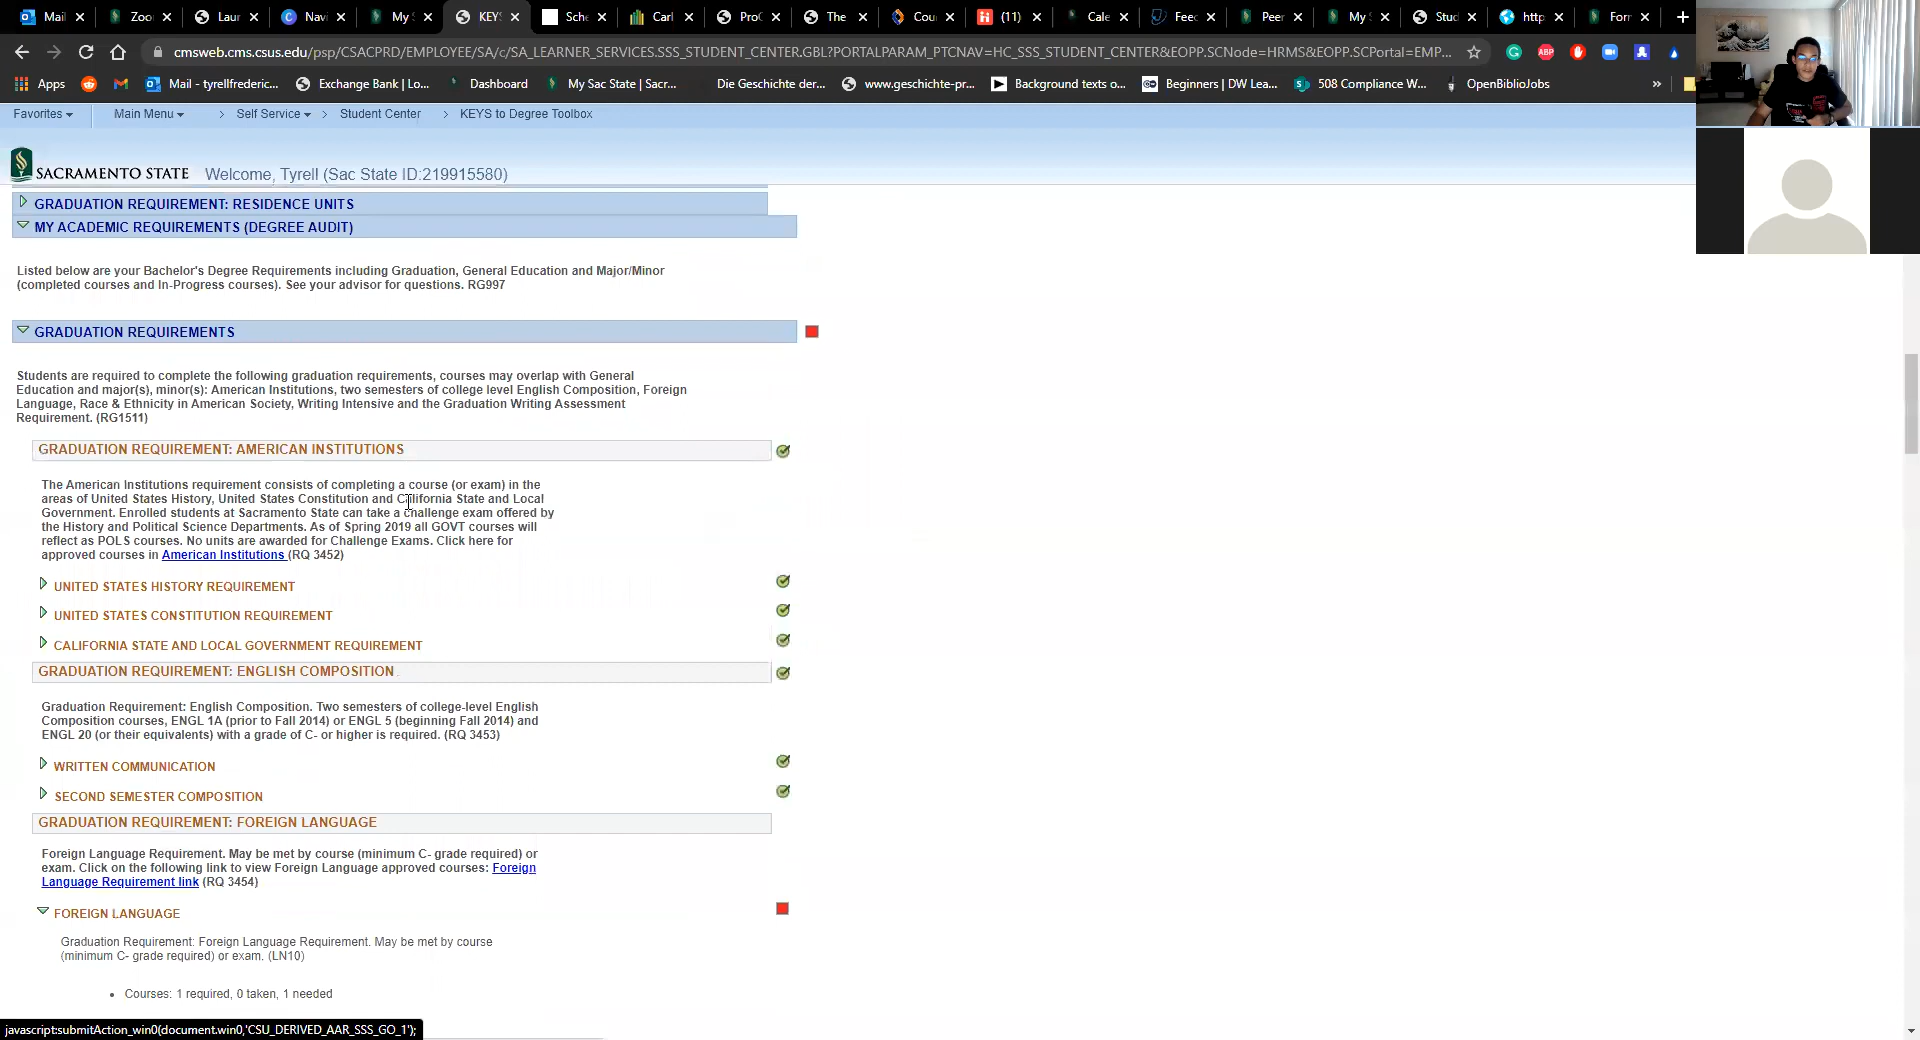 Mail
Zoo
Laur
Navi
My S
KEYS
Sche
Carl
ProC
The
Cou
(11)
Cale
Feec
Peer
My S
Stud
http
Forr
cmsweb.cms.csus.edu/psp/CSACPRD/EMPLOYEE/SA/c/SA_LEARNER_SERVICES.SSS_STUDENT_CENTER.GBL?PORTALPARAM_PTCNAV=HC_SSS_STUDENT_CENTER&EOPP.SCNode=HRMS&EOPP.SCPortal=EMP...
Apps
Mail - tyrellfrederic...
Exchange Bank | Lo...
Dashboard
My Sac State | Sacr...
Die Geschichte der...
www.geschichte-pr...
Background texts o...
Beginners | DW Lea...
508 Compliance W...
OpenBiblioJobs
»
Favorites
Main Menu
Self Service
Student Center
KEYS to Degree Toolbox
SACRAMENTO STATE
Welcome, Tyrell (Sac State ID:219915580)
GRADUATION REQUIREMENT: RESIDENCE UNITS
MY ACADEMIC REQUIREMENTS (DEGREE AUDIT)
Listed below are your Bachelor's Degree Requirements including Graduation, General Education and Major/Minor
(completed courses and In-Progress courses). See your advisor for questions. RG997
GRADUATION REQUIREMENTS
Students are required to complete the following graduation requirements, courses may overlap with General
Education and major(s), minor(s): American Institutions, two semesters of college level English Composition, Foreign
Language, Race & Ethnicity in American Society, Writing Intensive and the Graduation Writing Assessment
Requirement. (RG1511)
GRADUATION REQUIREMENT: AMERICAN INSTITUTIONS
The American Institutions requirement consists of completing a course (or exam) in the
areas of United States History, United States Constitution and California State and Local
Government. Enrolled students at Sacramento State can take a challenge exam offered by
the History and Political Science Departments. As of Spring 2019 all GOVT courses will
reflect as POLS courses. No units are awarded for Challenge Exams. Click here for
approved courses in American Institutions (RQ 3452)
UNITED STATES HISTORY REQUIREMENT
UNITED STATES CONSTITUTION REQUIREMENT
CALIFORNIA STATE AND LOCAL GOVERNMENT REQUIREMENT
GRADUATION REQUIREMENT: ENGLISH COMPOSITION
Graduation Requirement: English Composition. Two semesters of college-level English
Composition courses, ENGL 1A (prior to Fall 2014) or ENGL 5 (beginning Fall 2014) and
ENGL 20 (or their equivalents) with a grade of C- or higher is required. (RQ 3453)
WRITTEN COMMUNICATION
SECOND SEMESTER COMPOSITION
GRADUATION REQUIREMENT: FOREIGN LANGUAGE
Foreign Language Requirement. May be met by course (minimum C- grade required) or
exam. Click on the following link to view Foreign Language approved courses: Foreign
Language Requirement link (RQ 3454)
FOREIGN LANGUAGE
Graduation Requirement: Foreign Language Requirement. May be met by course
(minimum C- grade required) or exam. (LN10)
• Courses: 1 required, 0 taken, 1 needed
javascript:submitAction_win0(document.win0,'CSU_DERIVED_AAR_SSS_GO_1');